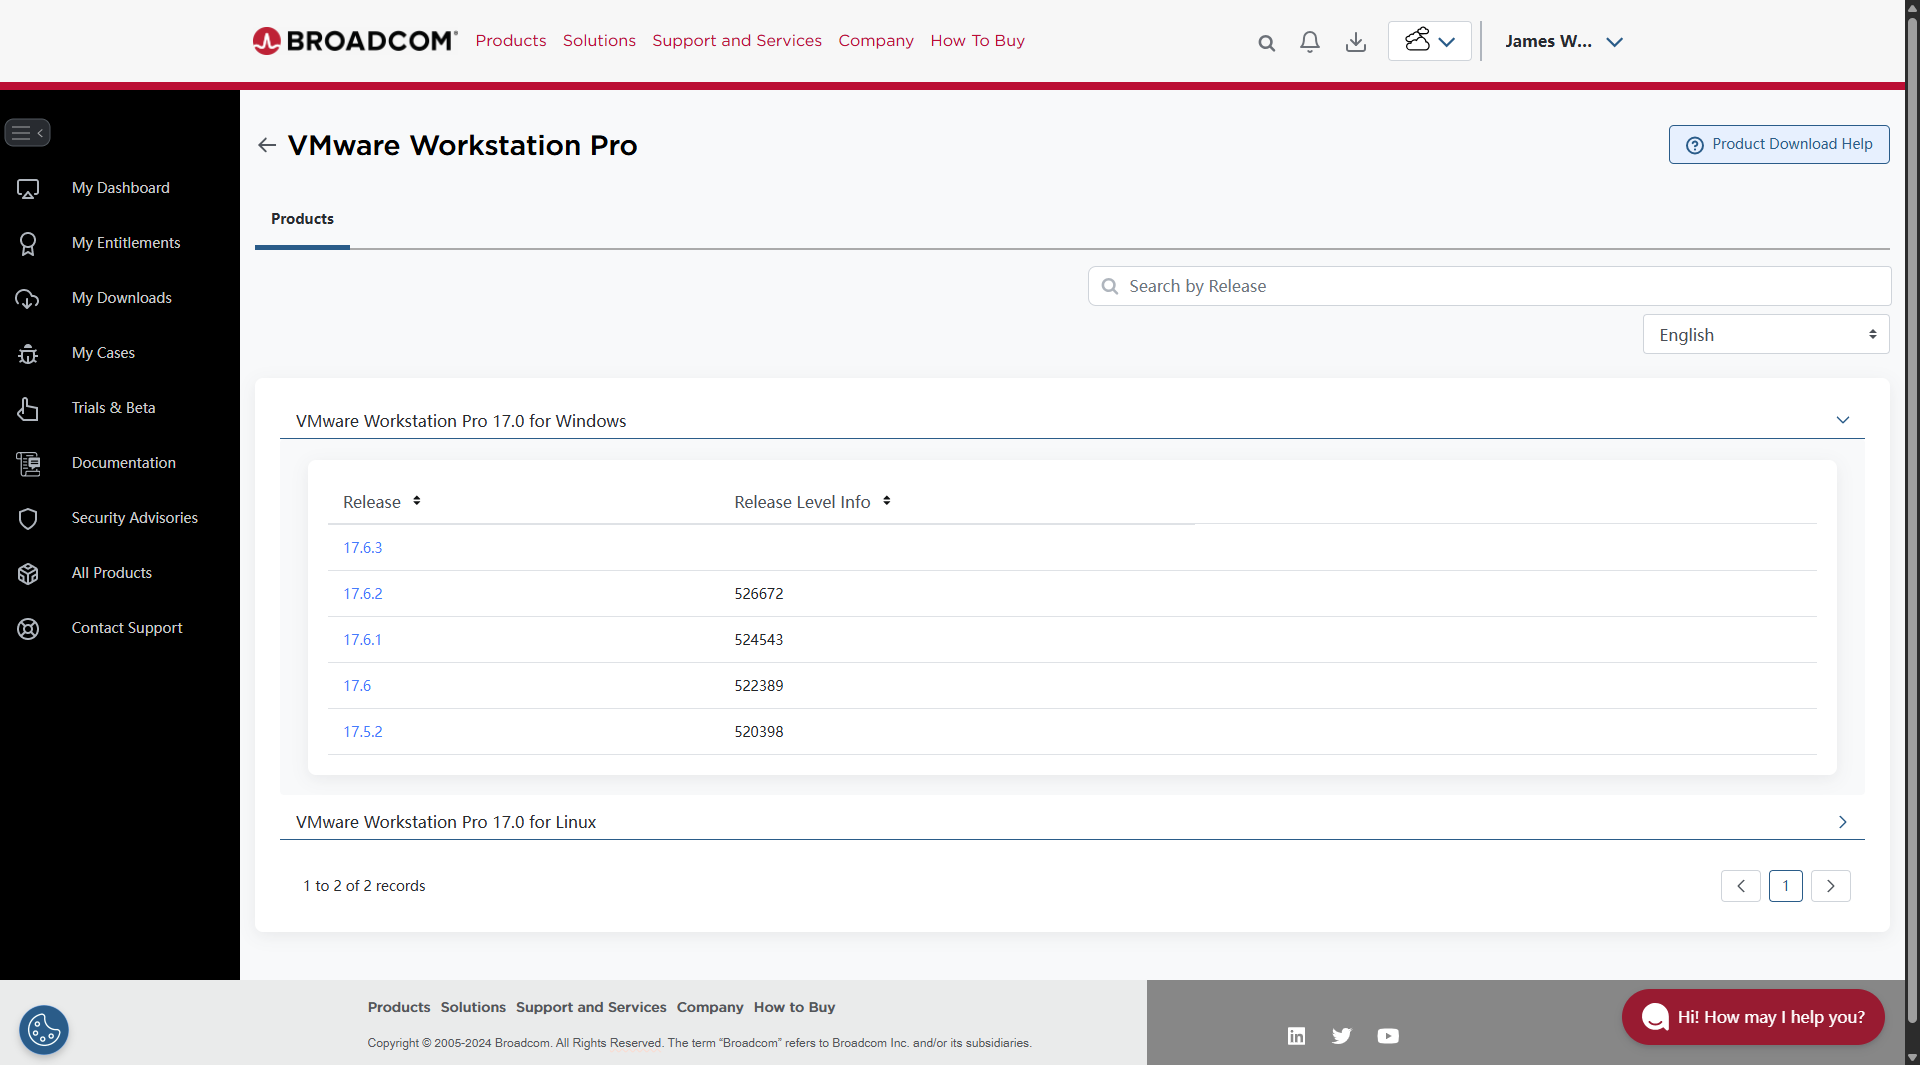 BROADCOM
Products Solutions Support and Services Company How To Buy
James W...
VMware Workstation Pro
Product Download Help
My Dashboard
My Entitlements
My Downloads
My Cases
Trials & Beta
Documentation
Security Advisories
All Products
Contact Support
Products
Search by Release
English
VMware Workstation Pro 17.0 for Windows
Release Release Level Info
17.6.3
17.6.2 526672
17.6.1 524543
17.6 522389
17.5.2 520398
VMware Workstation Pro 17.0 for Linux
1 to 2 of 2 records
1
Products Solutions Support and Services Company How to Buy
Copyright © 2005-2024 Broadcom. All Rights Reserved. The term “Broadcom” refers to Broadcom Inc. and/or its subsidiaries.
Hi! How may I help you?